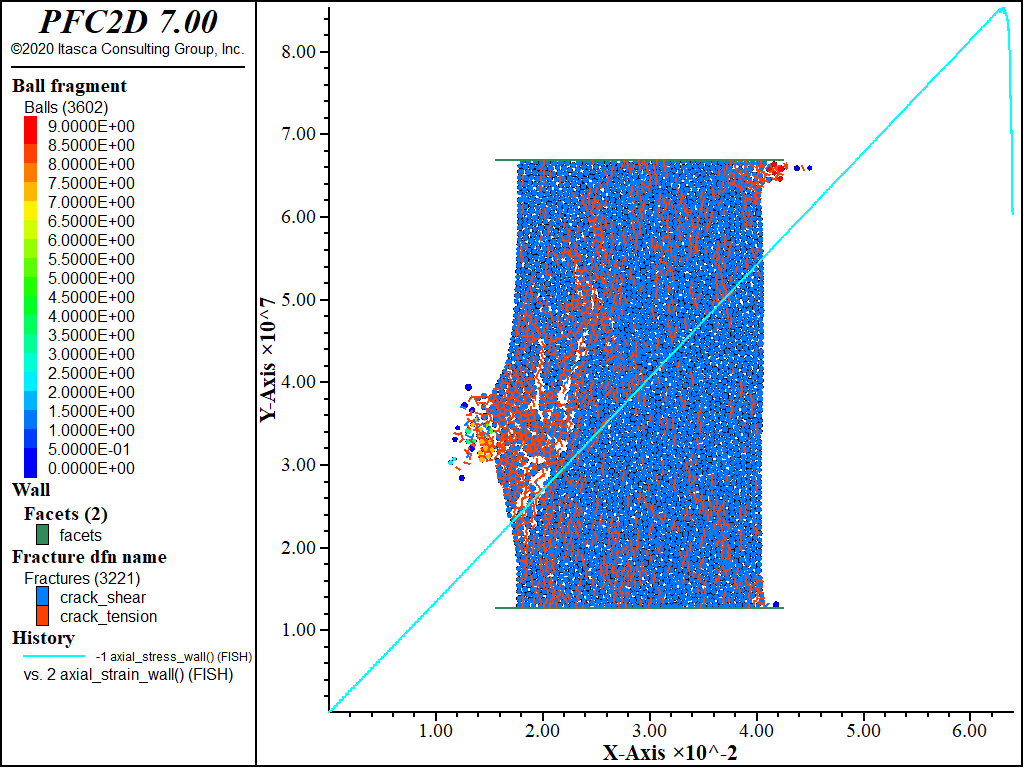 PFC2D 7.00
©2020 Itasca Consulting Group, Inc.
Ball fragment
Balls (3602)
9.0000E+00
8.5000E+00
8.0000E+00
7.5000E+00
7.0000E+00
6.5000E+00
6.0000E+00
5.5000E+00
5.0000E+00
4.5000E+00
4.0000E+00
3.5000E+00
3.0000E+00
2.5000E+00
2.0000E+00
1.5000E+00
1.0000E+00
5.0000E-01
0.0000E+00
Wall
Facets (2)
facets
Fracture dfn name
Fractures (3221)
crack_shear
crack_tension
History
-1 axial_stress_wall() (FISH)
vs. 2 axial_strain_wall() (FISH)
8.00
7.00
6.00
5.00
4.00
3.00
2.00
1.00
Y-Axis ×10^7
1.00 2.00 3.00 4.00 5.00 6.00
X-Axis ×10^-2